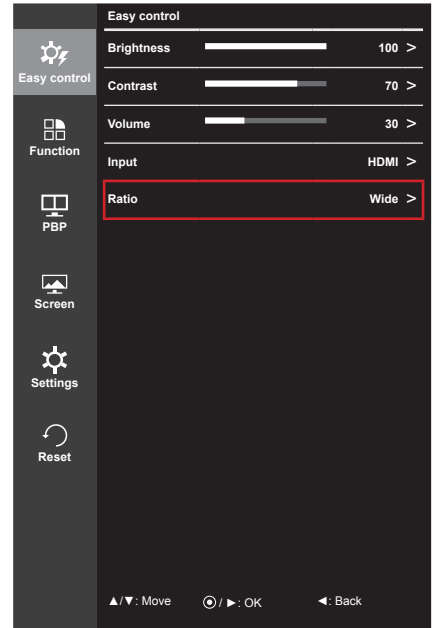 Easy control
Easy control
Function
PBP
Screen
Settings
Reset
Brightness 100 >
Contrast 70 >
Volume 30 >
Input HDMI >
Ratio Wide >
▲/▼: Move ⦿/ ►: OK ◄: Back